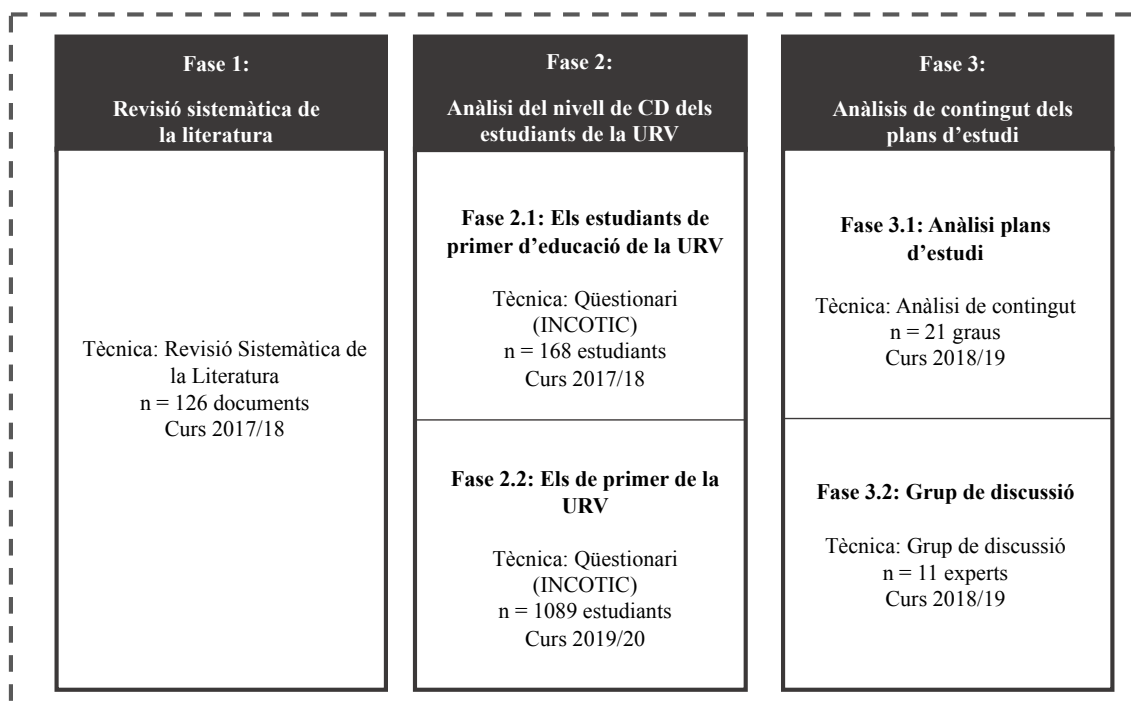 Fase 1:
Revisió sistemàtica de
la literatura
Tècnica: Revisió Sistemàtica de
la Literatura
n = 126 documents
Curs 2017/18
Fase 2:
Anàlisi del nivell de CD dels
estudiants de la URV
Fase 2.1: Els estudiants de
primer d’educació de la URV
Tècnica: Qüestionari
(INCOTIC)
n = 168 estudiants
Curs 2017/18
Fase 2.2: Els de primer de la
URV
Tècnica: Qüestionari
(INCOTIC)
n = 1089 estudiants
Curs 2019/20
Fase 3:
Anàlisis de contingut dels
plans d’estudi
Fase 3.1: Anàlisi plans
d’estudi
Tècnica: Anàlisi de contingut
n = 21 graus
Curs 2018/19
Fase 3.2: Grup de discussió
Tècnica: Grup de discussió
n = 11 experts
Curs 2018/19